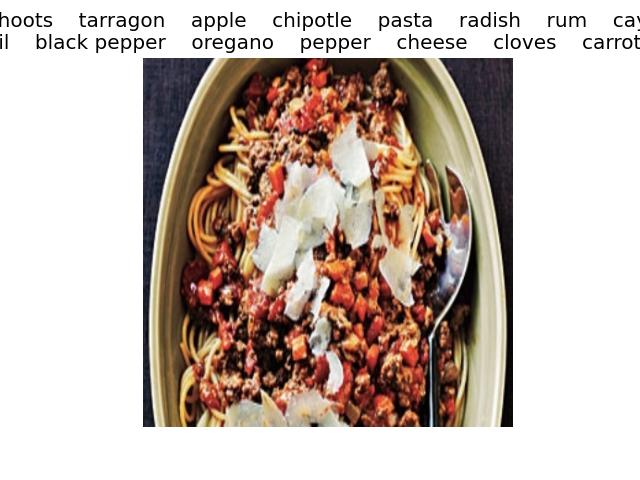 hoots tarragon apple chipotle pasta radish rum cay
il black pepper oregano pepper cheese cloves carrot